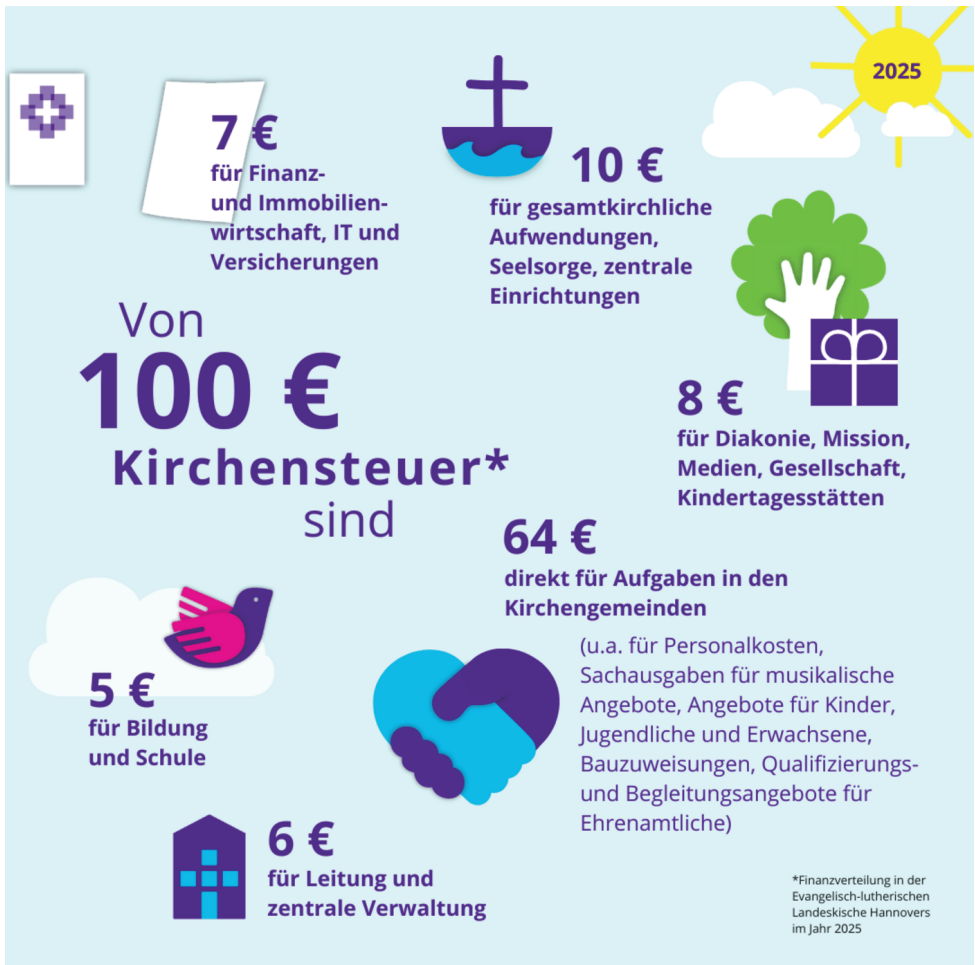 2025
7 €
für Finanz-
und Immobilien-
wirtschaft, IT und
Versicherungen
10 €
für gesamtkirchliche
Aufwendungen,
Seelsorge, zentrale
Einrichtungen
Von
100 €
Kirchensteuer*
sind
8 €
für Diakonie, Mission,
Medien, Gesellschaft,
Kindertagesstätten
64 €
direkt für Aufgaben in den
Kirchengemeinden
(u.a. für Personalkosten,
Sachausgaben für musikalische
Angebote, Angebote für Kinder,
Jugendliche und Erwachsene,
Bauzuweisungen, Qualifizierungs-
und Begleitungsangebote für
Ehrenamtliche)
5 €
für Bildung
und Schule
6 €
für Leitung und
zentrale Verwaltung
*Finanzverteilung in der
Evangelisch-lutherischen
Landeskische Hannovers
im Jahr 2025